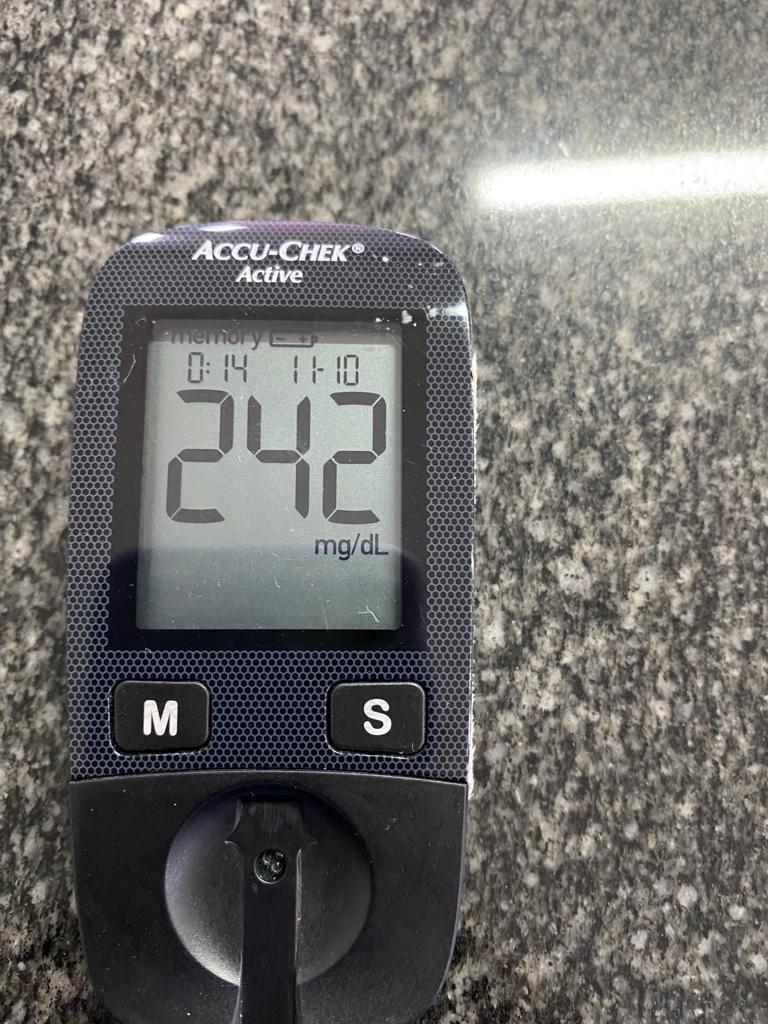 ACCU-CHEK®
Active
memory
0:14 11-10
242
mg/dL
M S